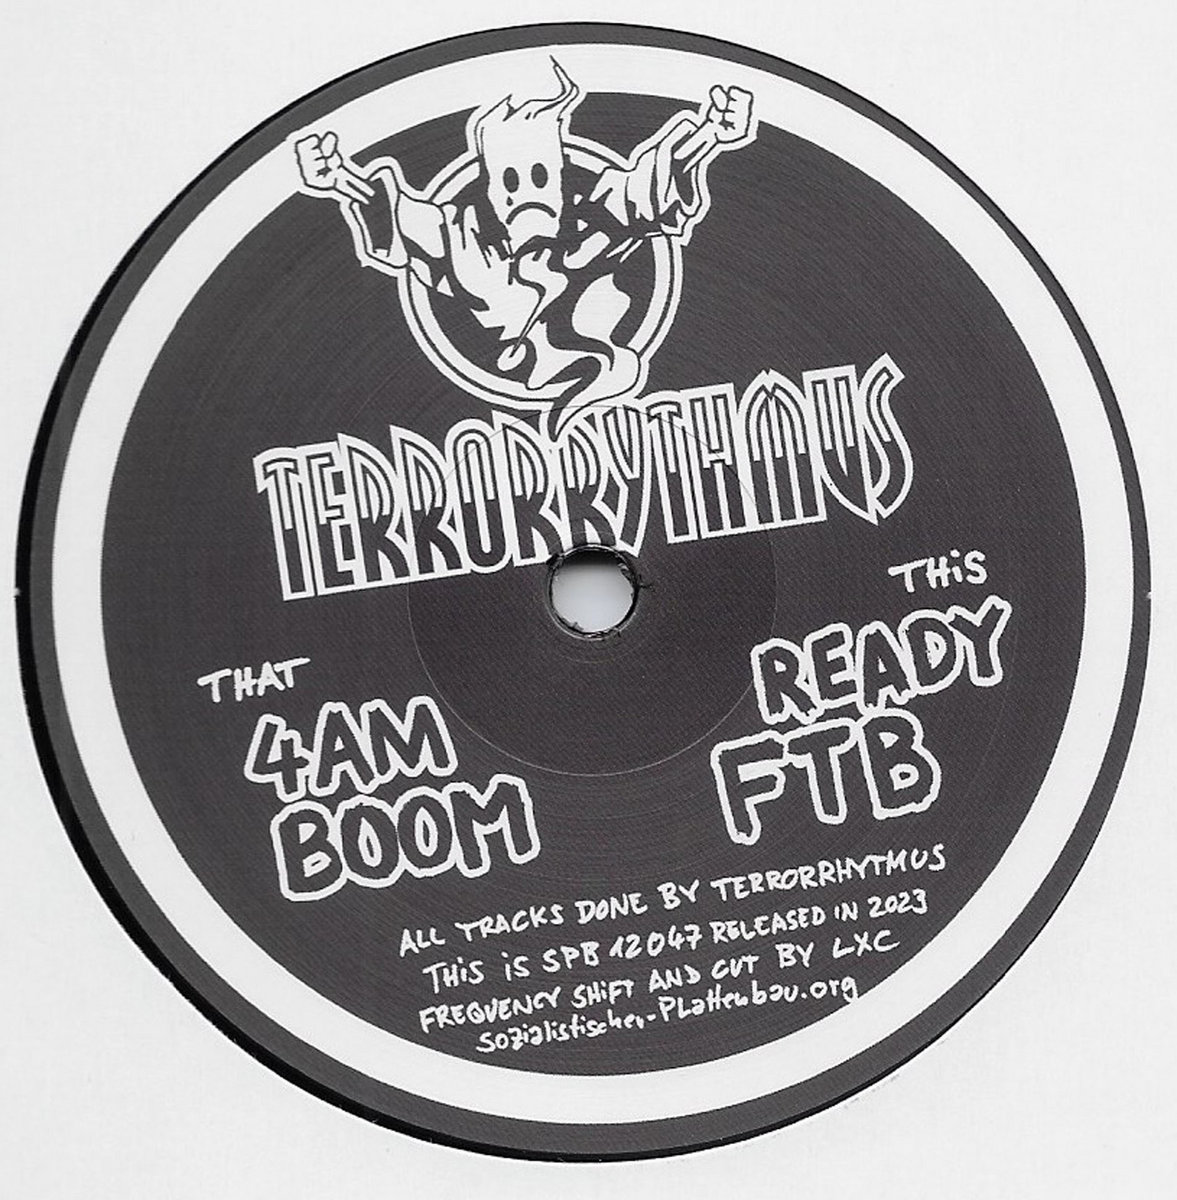 TERRORRYTHMUS
THiS
READY
FTB
THAT
4AM
BOOM
ALL TRACKS DONE BY TERRORRHYTMUS
THiS iS SPB 12047 RELEASED iN 2023
FREQUENCY SHiFT AND CUT BY LXC
sozialistischer-PLattenbau.org